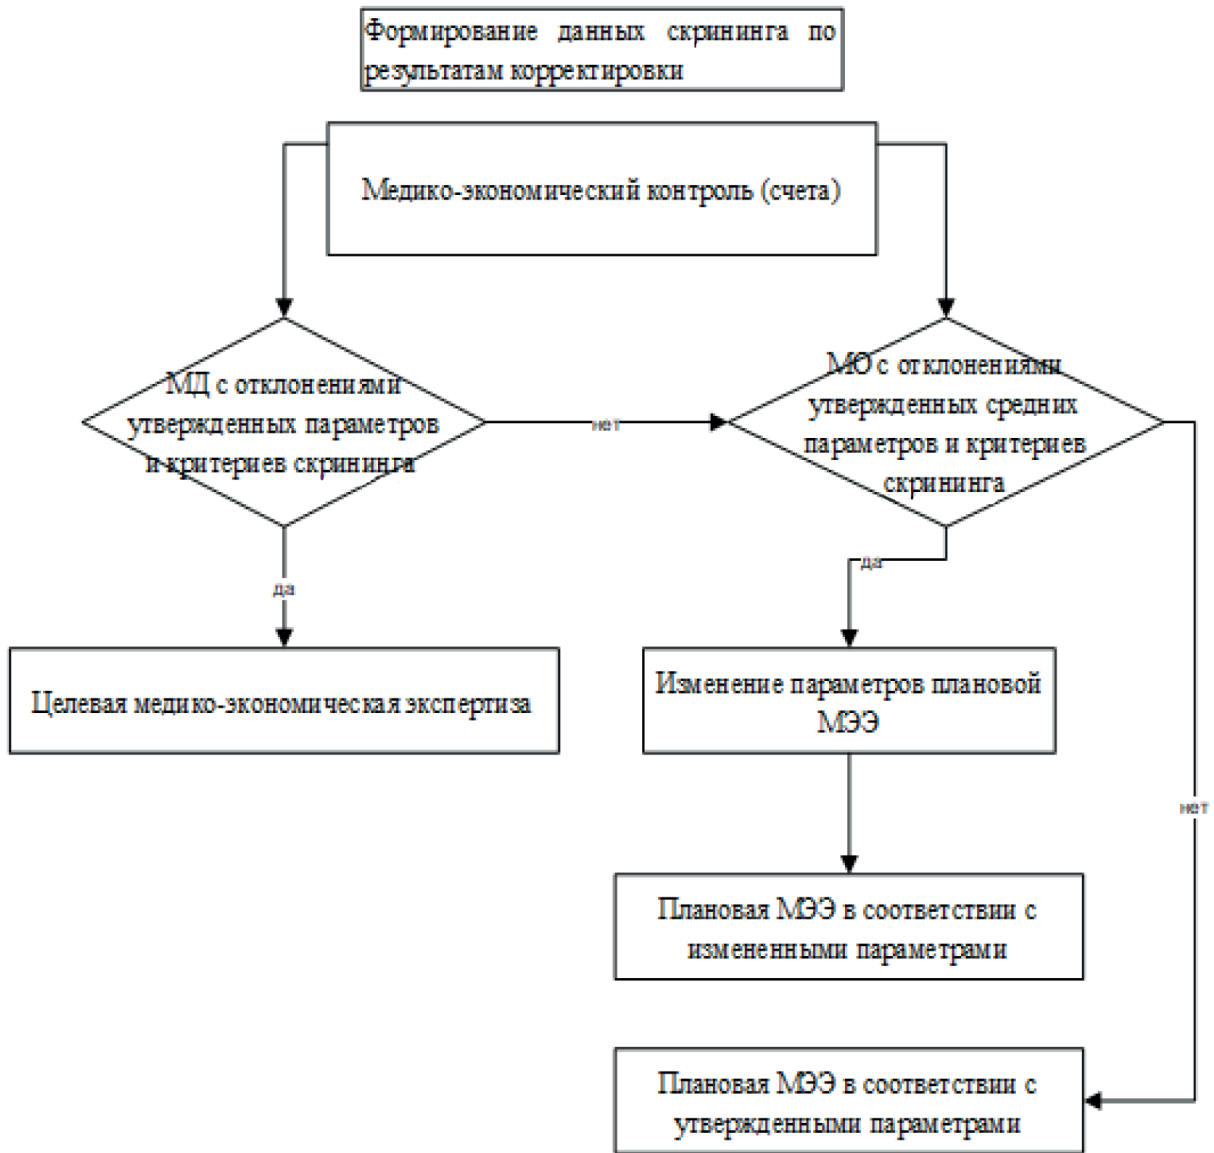 Формирование данных скрининга по
результатам корректировки
Медико-экономический контроль (счета)
МД с отклонениями
утвержденных параметров
и критериев скрининга
нет
МО с отклонениями
утвержденных средних
параметров и критериев
скрининга
да
да
Целевая медико-экономическая экспертиза
Изменение параметров плановой
МЭЭ
нет
Плановая МЭЭ в соответствии с
измененными параметрами
Плановая МЭЭ в соответствии с
утвержденными параметрами